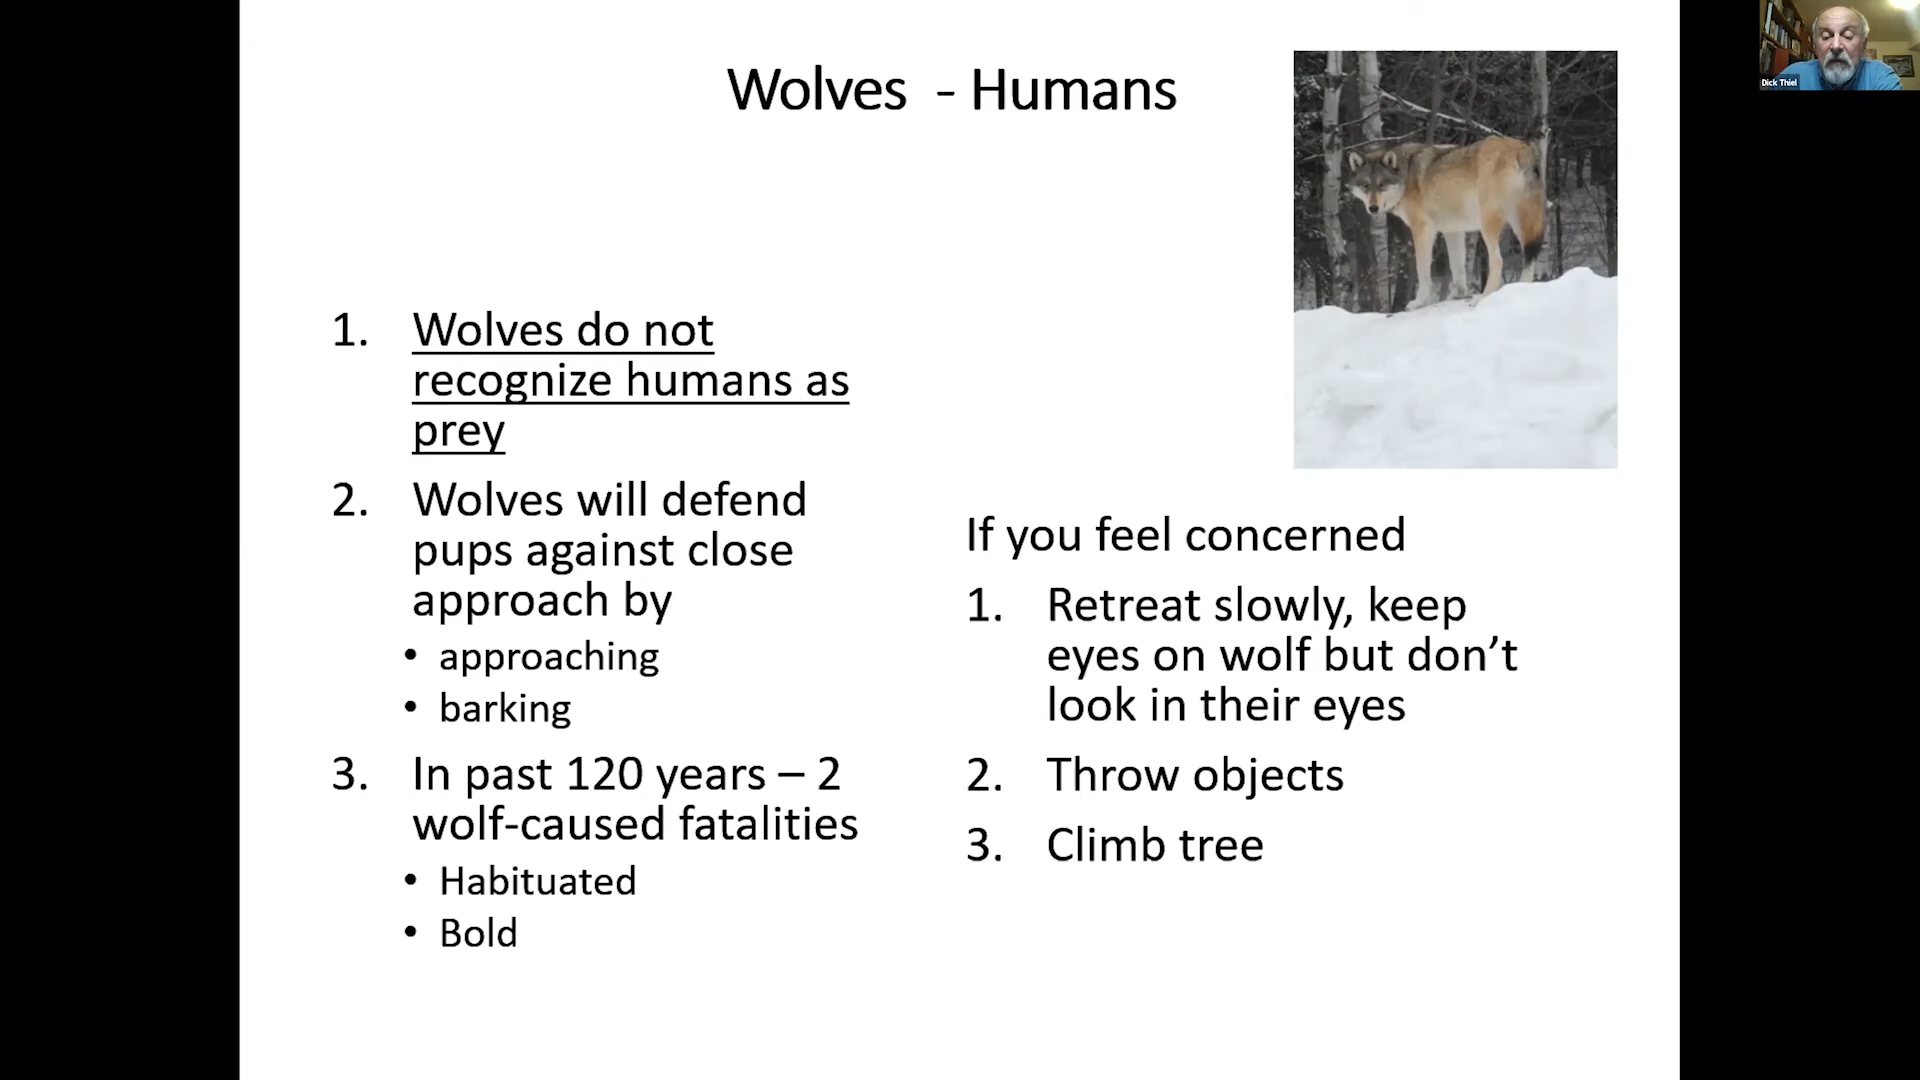 Wolves - Humans
Dick Thiel
1. Wolves do not
recognize humans as
prey
2. Wolves will defend
pups against close
approach by
• approaching
• barking
3. In past 120 years – 2
wolf-caused fatalities
• Habituated
• Bold
If you feel concerned
1. Retreat slowly, keep
eyes on wolf but don’t
look in their eyes
2. Throw objects
3. Climb tree